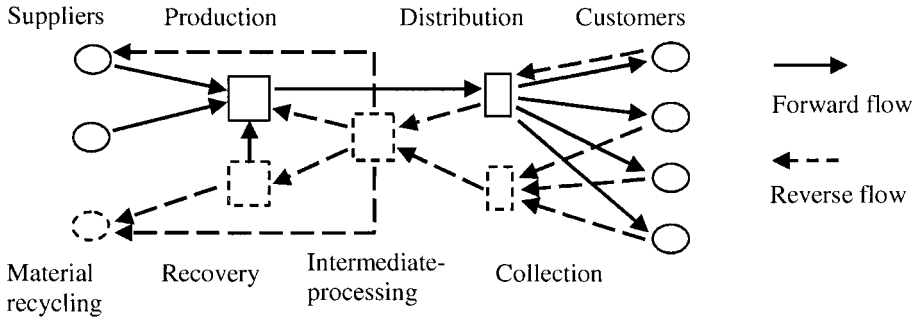 Suppliers
Production
Distribution
Customers
Forward flow
Reverse flow
Material
recycling
Recovery
Intermediate-
processing
Collection